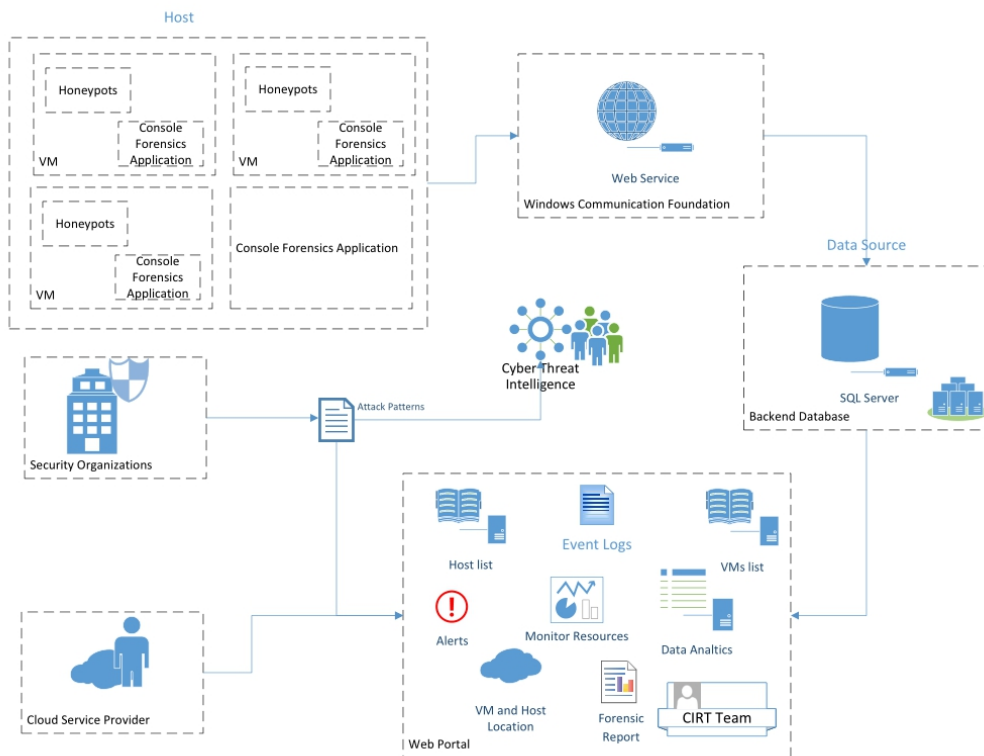 Host
Honeypots
Console
Forensics
Application
VM
Honeypots
Console
Forensics
Application
VM
Honeypots
Console
Forensics
Application
VM
Console Forensics Application
Web Service
Windows Communication Foundation
Data Source
SQL Server
Backend Database
Cyber Threat
Intelligence
Security Organizations
Attack Patterns
Host list
Event Logs
VMs list
Alerts
Monitor Resources
Data Analtics
VM and Host
Location
Forensic
Report
CIRT Team
Web Portal
Cloud Service Provider